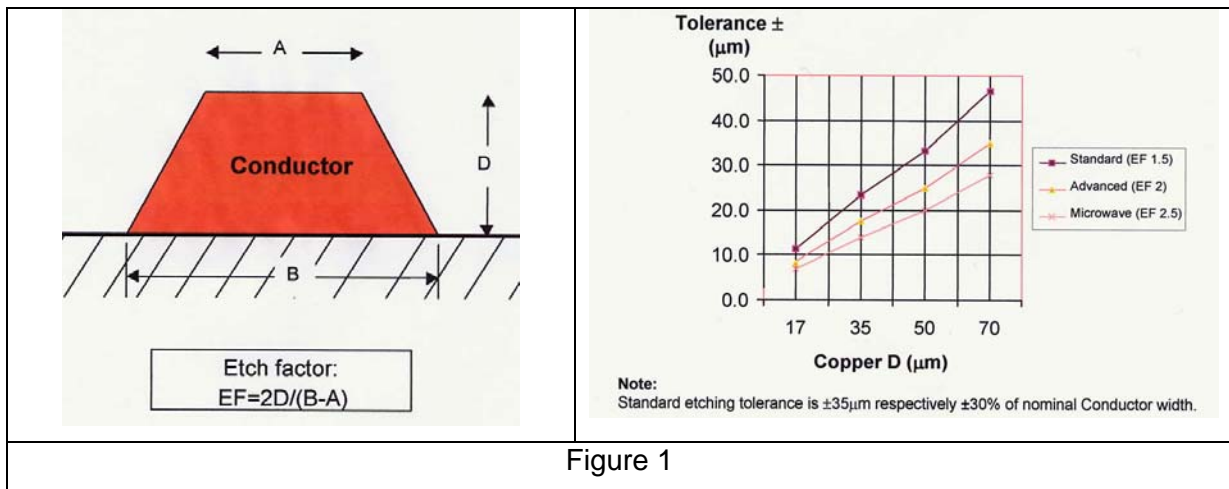 A
Conductor
D
B
Etch factor:
EF=2D/(B-A)
Tolerance ±
(μm)
50.0
40.0
30.0
20.0
10.0
0.0
17 35 50 70
Copper D (μm)
Standard (EF 1.5)
Advanced (EF 2)
Microwave (EF 2.5)
Note:
Standard etching tolerance is ±35μm respectively ±30% of nominal Conductor width.
Figure 1